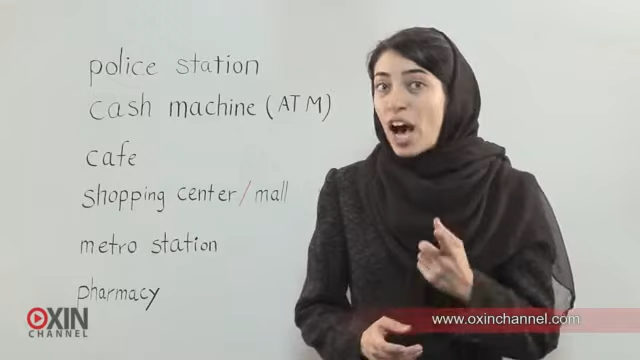 police station
cash machine (ATM)
cafe
shopping center/mall
metro station
pharmacy
OXIN
CHANNEL
www.oxinchannel.com